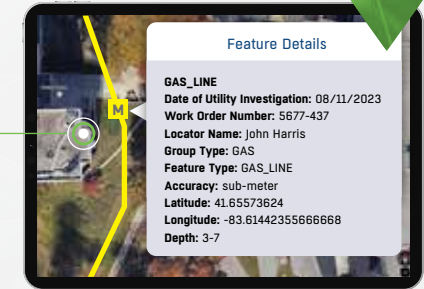 Feature Details
GAS_LINE
Date of Utility Investigation: 08/11/2023
Work Order Number: 5677-437
Locator Name: John Harris
Group Type: GAS
Feature Type: GAS_LINE
Accuracy: sub-meter
Latitude: 41.65573624
Longitude: -83.61442355666668
Depth: 3-7
M